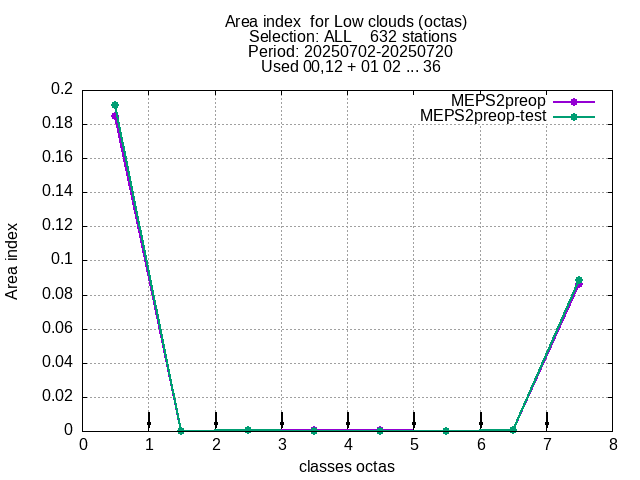 Area index  for Low clouds (octas)
Selection: ALL    632 stations
Period: 20250702-20250720
Used 00,12 + 01 02 ... 36
MEPS2preop
MEPS2preop-test
0.2
0.18
0.16
0.14
0.12
0.1
0.08
0.06
0.04
0.02
0
Area index
0 1 2 3 4 5 6 7 8
classes octas